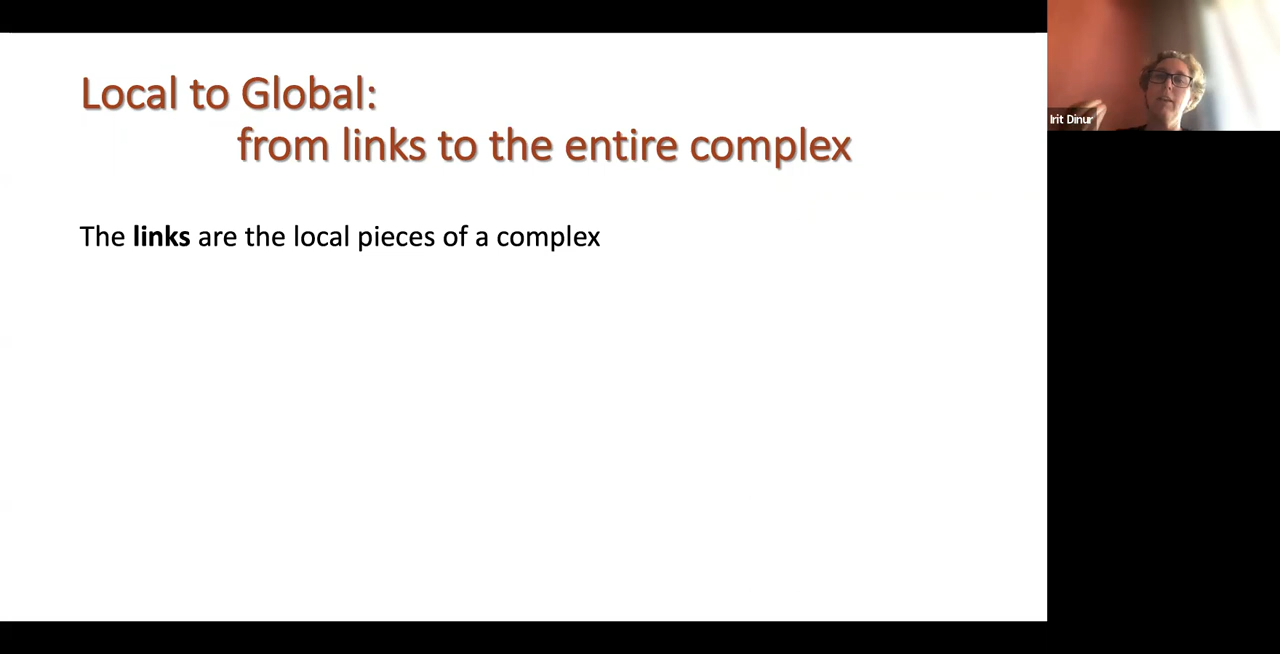 Local to Global:
from links to the entire complex
The links are the local pieces of a complex
Irit Dinur